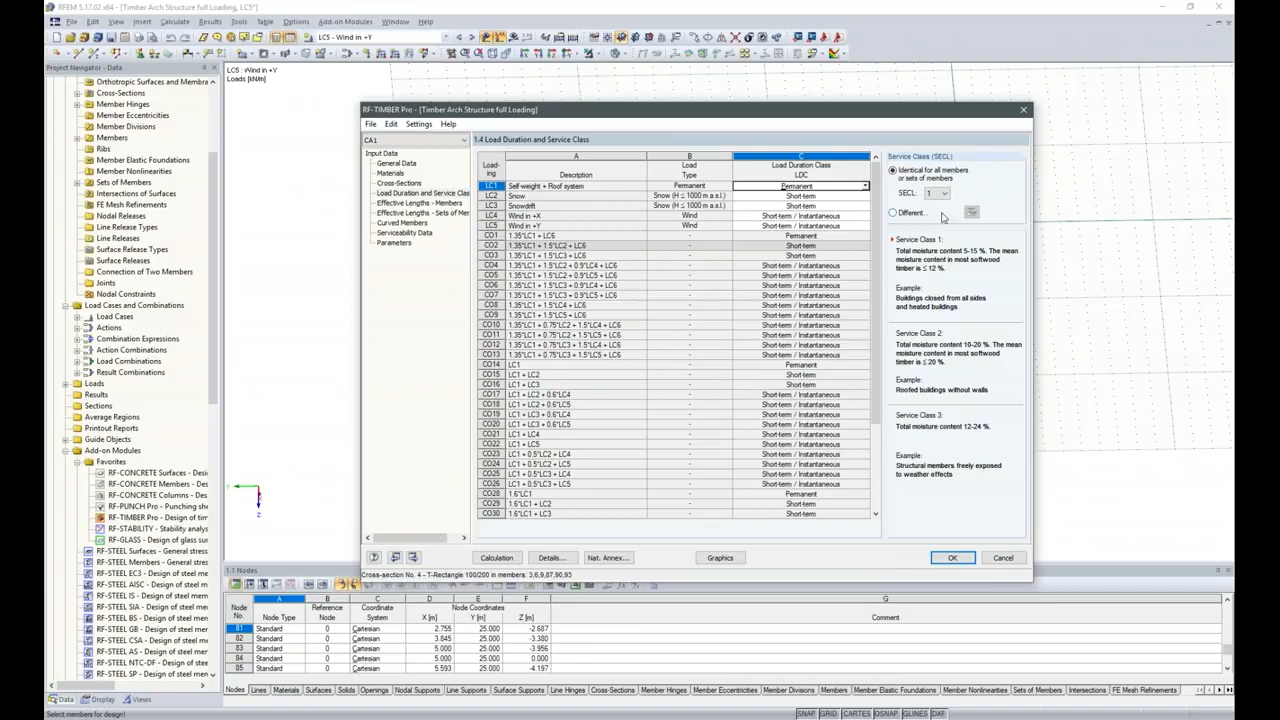 RFEM 5.17.02 x64 - [Timber Arch Structure full Loading, LC5*]
File Edit View Insert Calculate Results Tools Table Options Add-on Modules Window Help
LC5 - Wind in +Y
Project Navigator - Data
Orthotropic Surfaces and Membra
Cross-Sections
Member Hinges
Member Eccentricities
Member Divisions
Members
Ribs
Member Elastic Foundations
Member Nonlinearities
Sets of Members
Intersections of Surfaces
FE Mesh Refinements
Nodal Releases
Line Release Types
Line Releases
Surface Release Types
Surface Releases
Connection of Two Members
Joints
Nodal Constraints
Load Cases and Combinations
Load Cases
Actions
Combination Expressions
Action Combinations
Load Combinations
Result Combinations
Loads
Results
Sections
Average Regions
Printout Reports
Guide Objects
Add-on Modules
Favorites
RF-CONCRETE Surfaces - Desi
RF-CONCRETE Members - Des
RF-CONCRETE Columns - Desi
RF-PUNCH Pro - Punching she
RF-TIMBER Pro - Design of tim
RF-STABILITY - Stability analys
RF-GLASS - Design of glass sur
RF-STEEL Surfaces - General stress
RF-STEEL Members - General stres
RF-STEEL EC3 - Design of steel me
RF-STEEL AISC - Design of steel m
RF-STEEL IS - Design of steel mem
RF-STEEL SIA - Design of steel me
RF-STEEL BS - Design of steel mem
RF-STEEL GB - Design of steel mem
RF-STEEL CSA - Design of steel me
RF-STEEL AS - Design of steel mem
RF-STEEL NTC-DF - Design of steel
RF-STEEL SP - Design of steel mem
Data Display Views
Select members for design!
LC5 : Wind in +Y
Loads [kN/m]
Y
Z
RF-TIMBER Pro - [Timber Arch Structure full Loading]
File Edit Settings Help
CA1
Input Data
General Data
Materials
Cross-Sections
Load Duration and Service Clas
Effective Lengths - Members
Effective Lengths - Sets of Mer
Curved Members
Serviceability Data
Parameters
1.4 Load Duration and Service Class
A B C
Load- Load Load Duration Class
ing Description Type LDC
LC1 Self-weight + Roof system Permanent Permanent
LC2 Snow Snow (H ≤ 1000 m a.s.l.) Short-term
LC3 Snowdrift Snow (H ≤ 1000 m a.s.l.) Short-term
LC4 Wind in +X Wind Short-term / Instantaneous
LC5 Wind in +Y Wind Short-term / Instantaneous
CO1 1.35*LC1 + LC6 - Permanent
CO2 1.35*LC1 + 1.5*LC2 + LC6 - Short-term
CO3 1.35*LC1 + 1.5*LC3 + LC6 - Short-term
CO4 1.35*LC1 + 1.5*LC2 + 0.9*LC4 + LC6 - Short-term / Instantaneous
CO5 1.35*LC1 + 1.5*LC2 + 0.9*LC5 + LC6 - Short-term / Instantaneous
CO6 1.35*LC1 + 1.5*LC3 + 0.9*LC4 + LC6 - Short-term / Instantaneous
CO7 1.35*LC1 + 1.5*LC3 + 0.9*LC5 + LC6 - Short-term / Instantaneous
CO8 1.35*LC1 + 1.5*LC4 + LC6 - Short-term / Instantaneous
CO9 1.35*LC1 + 1.5*LC5 + LC6 - Short-term / Instantaneous
CO10 1.35*LC1 + 0.75*LC2 + 1.5*LC4 + LC6 - Short-term / Instantaneous
CO11 1.35*LC1 + 0.75*LC2 + 1.5*LC5 + LC6 - Short-term / Instantaneous
CO12 1.35*LC1 + 0.75*LC3 + 1.5*LC4 + LC6 - Short-term / Instantaneous
CO13 1.35*LC1 + 0.75*LC3 + 1.5*LC5 + LC6 - Short-term / Instantaneous
CO14 LC1 - Permanent
CO15 LC1 + LC2 - Short-term
CO16 LC1 + LC3 - Short-term
CO17 LC1 + LC2 + 0.6*LC4 - Short-term / Instantaneous
CO18 LC1 + LC2 + 0.6*LC5 - Short-term / Instantaneous
CO19 LC1 + LC3 + 0.6*LC4 - Short-term / Instantaneous
CO20 LC1 + LC3 + 0.6*LC5 - Short-term / Instantaneous
CO21 LC1 + LC4 - Short-term / Instantaneous
CO22 LC1 + LC5 - Short-term / Instantaneous
CO23 LC1 + 0.5*LC2 + LC4 - Short-term / Instantaneous
CO24 LC1 + 0.5*LC2 + LC5 - Short-term / Instantaneous
CO25 LC1 + 0.5*LC3 + LC4 - Short-term / Instantaneous
CO26 LC1 + 0.5*LC3 + LC5 - Short-term / Instantaneous
CO28 1.6*LC1 - Permanent
CO29 1.6*LC1 + LC2 - Short-term
CO30 1.6*LC1 + LC3 - Short-term
Service Class (SECL)
Identical for all members
or sets of members
SECL: 1
Different...
Service Class 1:
Total moisture content 5-15 %. The mean
moisture content in most softwood
timber is ≤ 12 %.
Example:
Buildings closed from all sides
and heated buildings
Service Class 2:
Total moisture content 10-20 %. The mean
moisture content in most softwood
timber is ≤ 20 %.
Example:
Roofed buildings without walls
Service Class 3:
Total moisture content 12-24 %.
Example:
Structural members freely exposed
to weather effects
Calculation Details... Nat. Annex... Graphics OK Cancel
Cross-section No. 4 - T-Rectangle 100/200 in members: 3,6,9,87,90,93
1.1 Nodes
A B C D E F G
Node Reference Coordinate Node Coordinates
No. Node Type Node System X [m] Y [m] Z [m] Comment
81 Standard 0 Cartesian 2.755 25.000 -2.687
82 Standard 0 Cartesian 3.845 25.000 -3.380
83 Standard 0 Cartesian 5.000 25.000 -3.956
84 Standard 0 Cartesian 5.000 25.000 0.000
85 Standard 0 Cartesian 5.593 25.000 -4.197
Nodes Lines Materials Surfaces Solids Openings Nodal Supports Line Supports Surface Supports Line Hinges Cross-Sections Member Hinges Member Eccentricities Member Divisions Members Member Elastic Foundations Member Nonlinearities Sets of Members Intersections FE Mesh Refinements
SNAP GRID CARTES OSNAP GLINES DXF